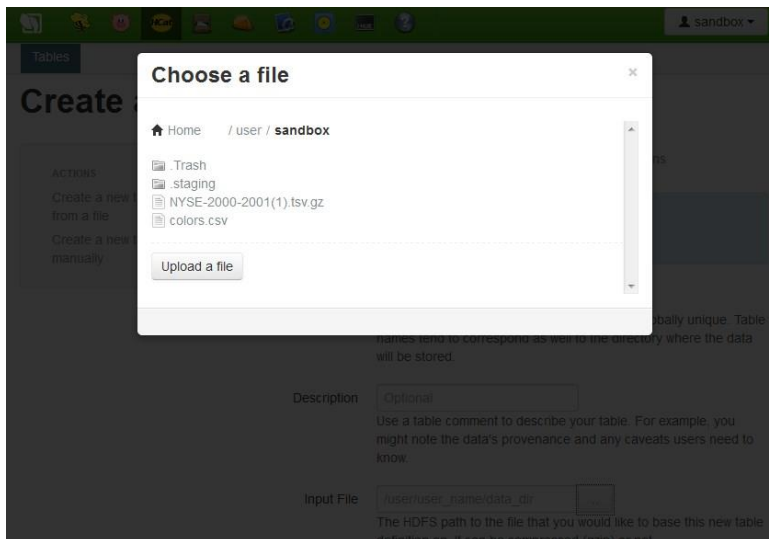 HCat
sandbox
Tables
Choose a file
×
Create a
Home / user / sandbox
.Trash
.staging
NYSE-2000-2001(1).tsv.gz
colors.csv
Upload a file
ACTIONS
Create a new t
from a file
Create a new t
manually
obally unique. Table
names tend to correspond as well to the directory where the data
will be stored.
Description
Optional
Use a table comment to describe your table. For example, you
might note the data's provenance and any caveats users need to
know.
Input File
/user/user_name/data_dir
...
The HDFS path to the file that you would like to base this new table